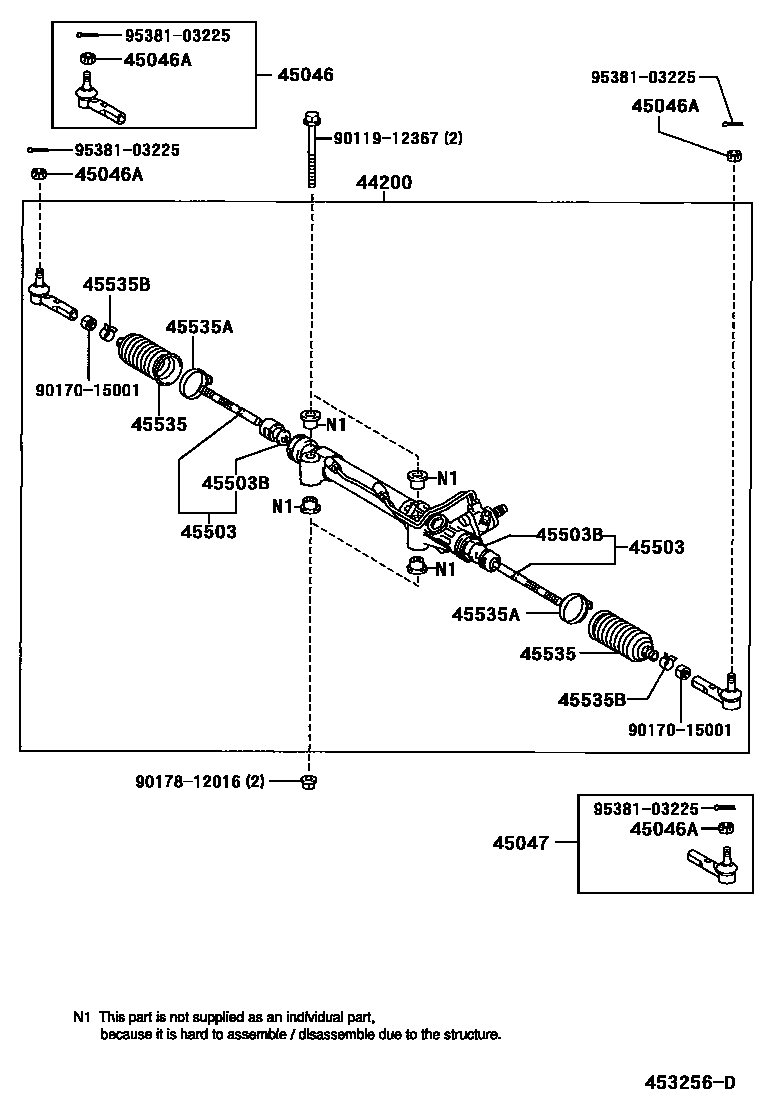 95381-03225
45046A
45046
95381-03225
45046A
95381-03225
45046A
90119-12367 (2)
44200
45535B
45535A
90170-15001
45535
N1
45503B
N1
N1
45503
45503B
45503
N1
45535A
45535
45535B
90170-15001
90178-12016 (2)
95381-03225
45046A
45047
N1 This part is not supplied as an individual part,
because it is hard to assemble / disassemble due to the structure.
453256-D